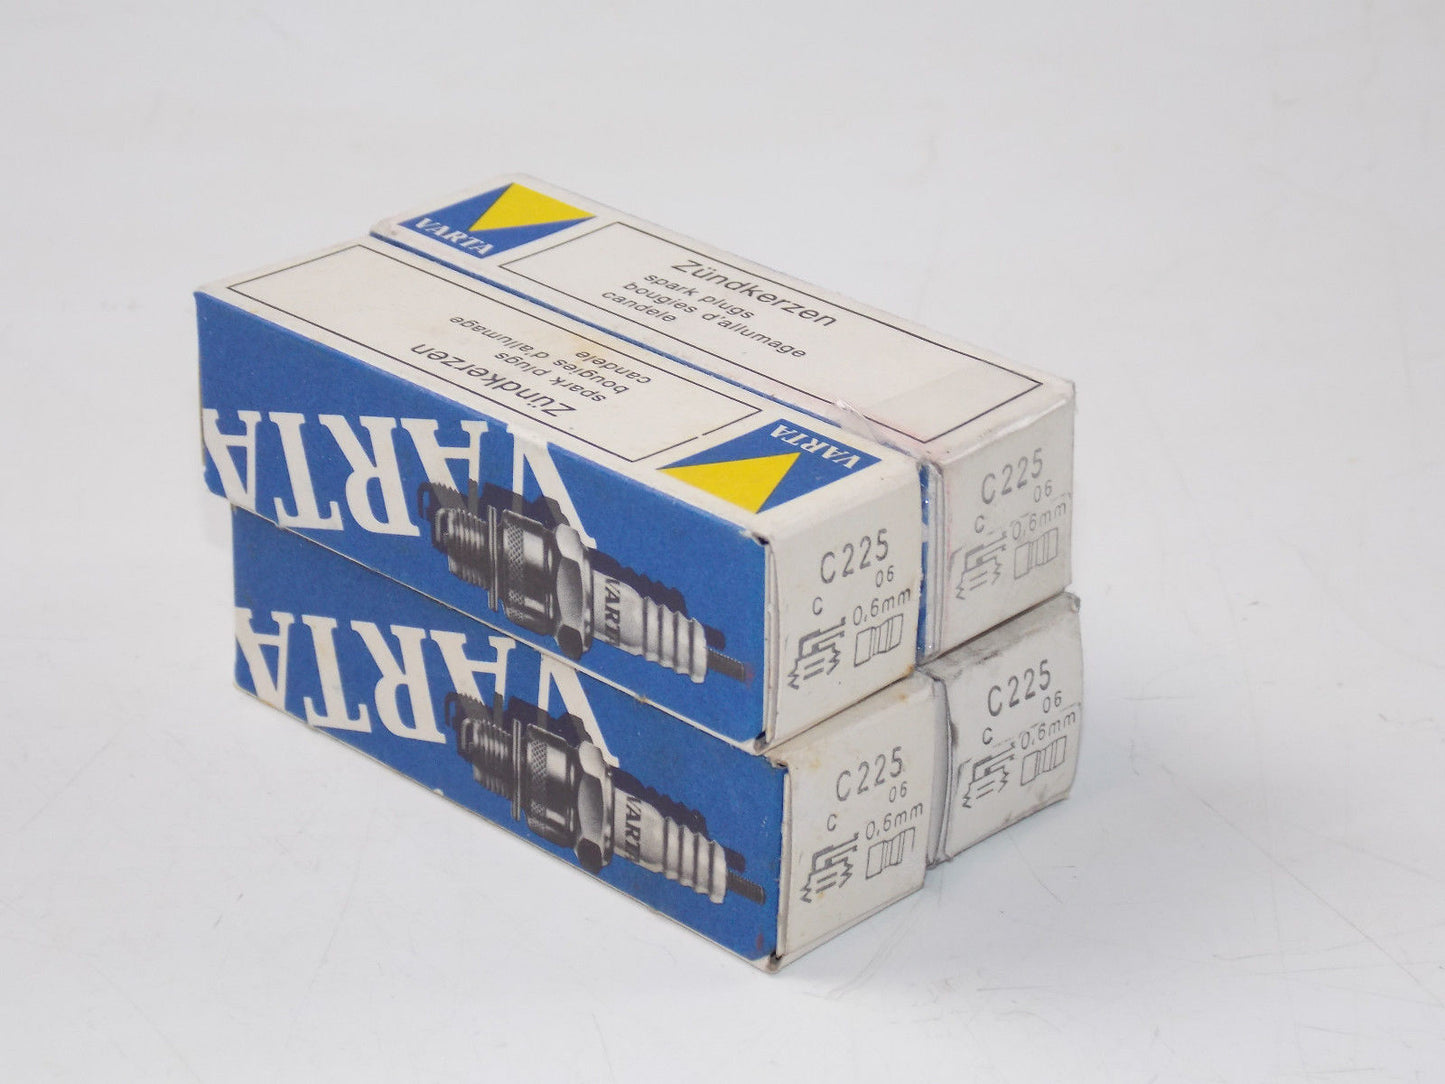 VARTA
Zündkerzen
spark plugs
bougies d'allumage
candele
Zündkerzen
spark plugs
bougies d'allumage
candele
VARTA
VARTA
VARTA
VARTA
VARTA
C225
06
C
0,6mm
C225
06
C
0,6mm
C225
06
C
0,6mm
C225
06
C
0,6mm